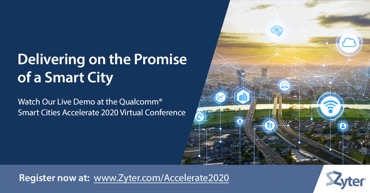 Delivering on the Promise
of a Smart City
Watch Our Live Demo at the Qualcomm®
Smart Cities Accelerate 2020 Virtual Conference
Register now at: www.Zyter.com/Accelerate2020
Zyter